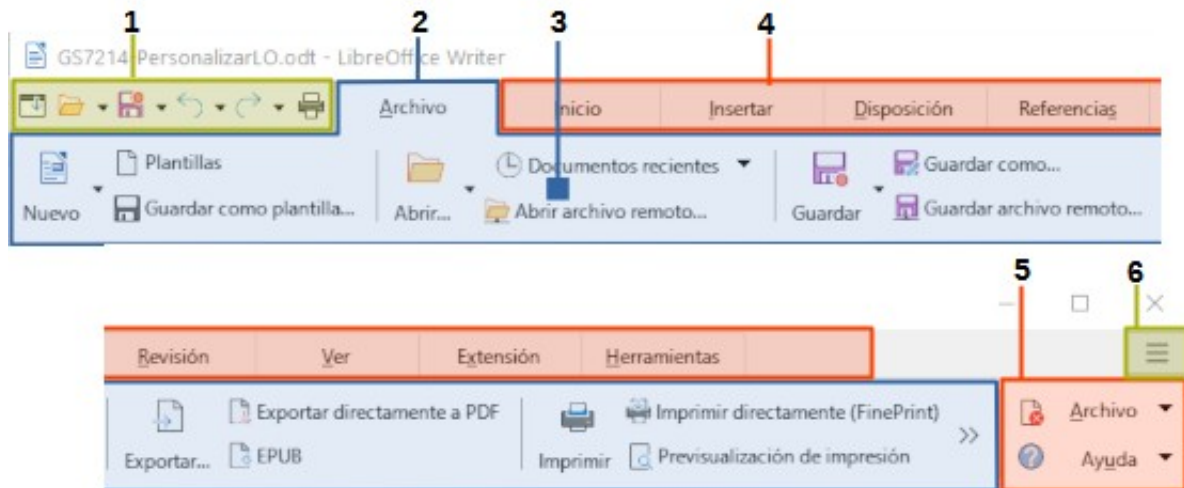 1 2 3 4
GS7214-PersonalizarLO.odt - LibreOffice Writer
Archivo Inicio Insertar Disposición Referencias
Plantillas Documentos recientes Guardar como...
Nuevo Guardar como plantilla... Abrir... Abrir archivo remoto... Guardar Guardar archivo remoto...
5 6
Revisión Ver Extensión Herramientas
Exportar directamente a PDF Imprimir directamente (FinePrint) Archivo
Exportar... EPUB Imprimir Previsualización de impresión Ayuda